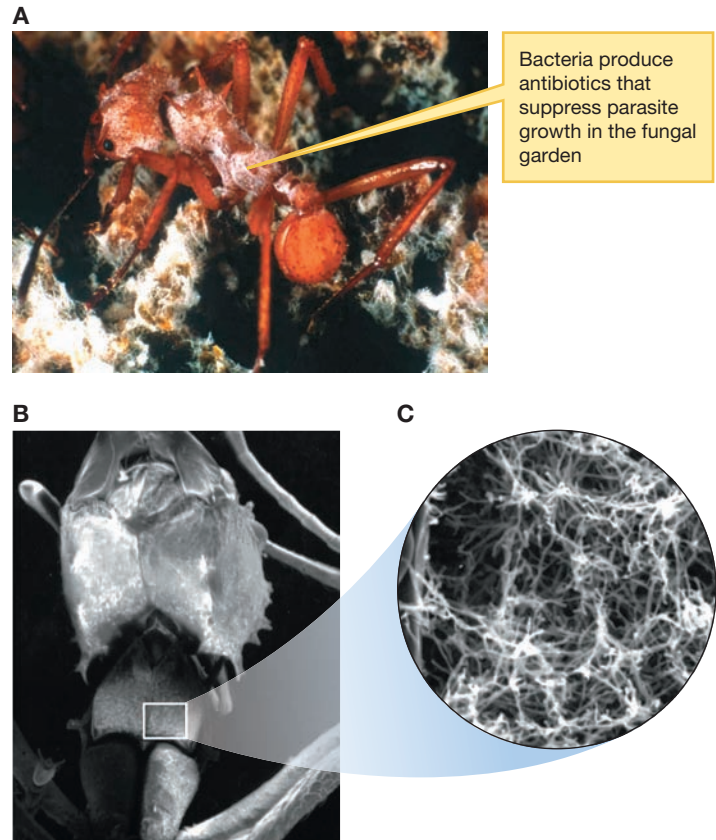 A
Bacteria produce
antibiotics that
suppress parasite
growth in the fungal
garden
B
C